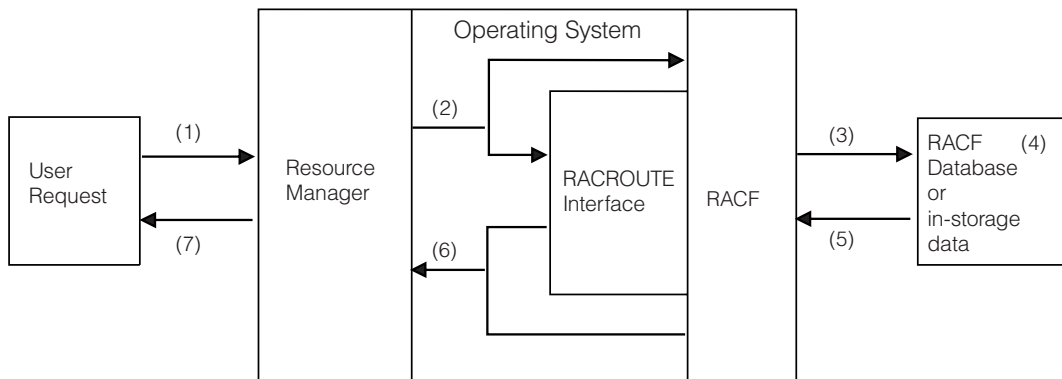 Operating System
(1)
(2)
(3)
User
Request
Resource
Manager
RACROUTE
Interface
RACF
RACF (4)
Database
or
in-storage
data
(7)
(6)
(5)